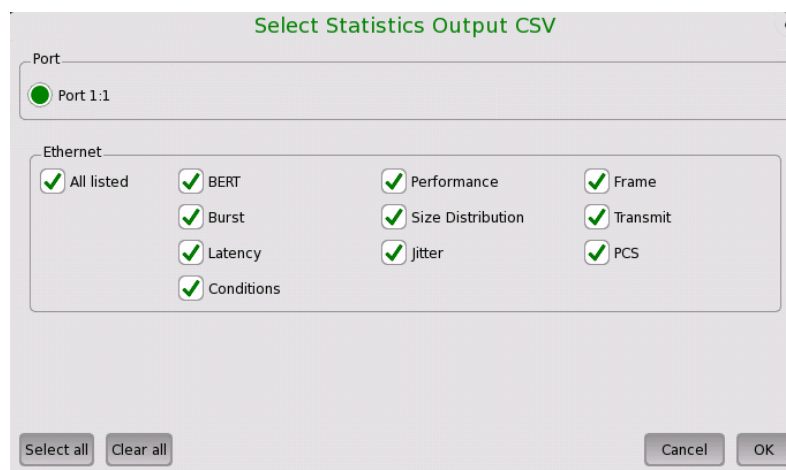 Select Statistics Output CSV
Port
Port 1:1
Ethernet
All listed BERT Performance Frame
Burst Size Distribution Transmit
Latency Jitter PCS
Conditions
Select all Clear all Cancel OK